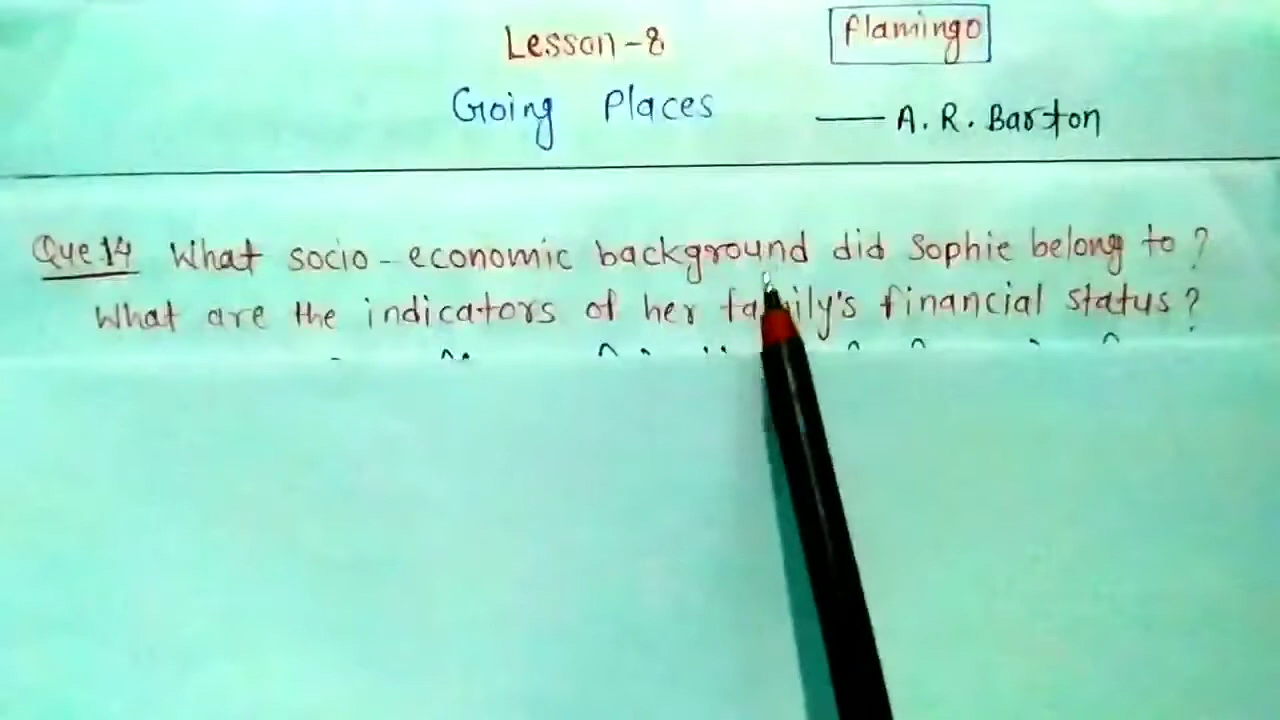 Lesson-8
Flamingo
Going Places
— A. R. Barton
Que.14 What socio-economic background did Sophie belong to?
What are the indicators of her family's financial status?